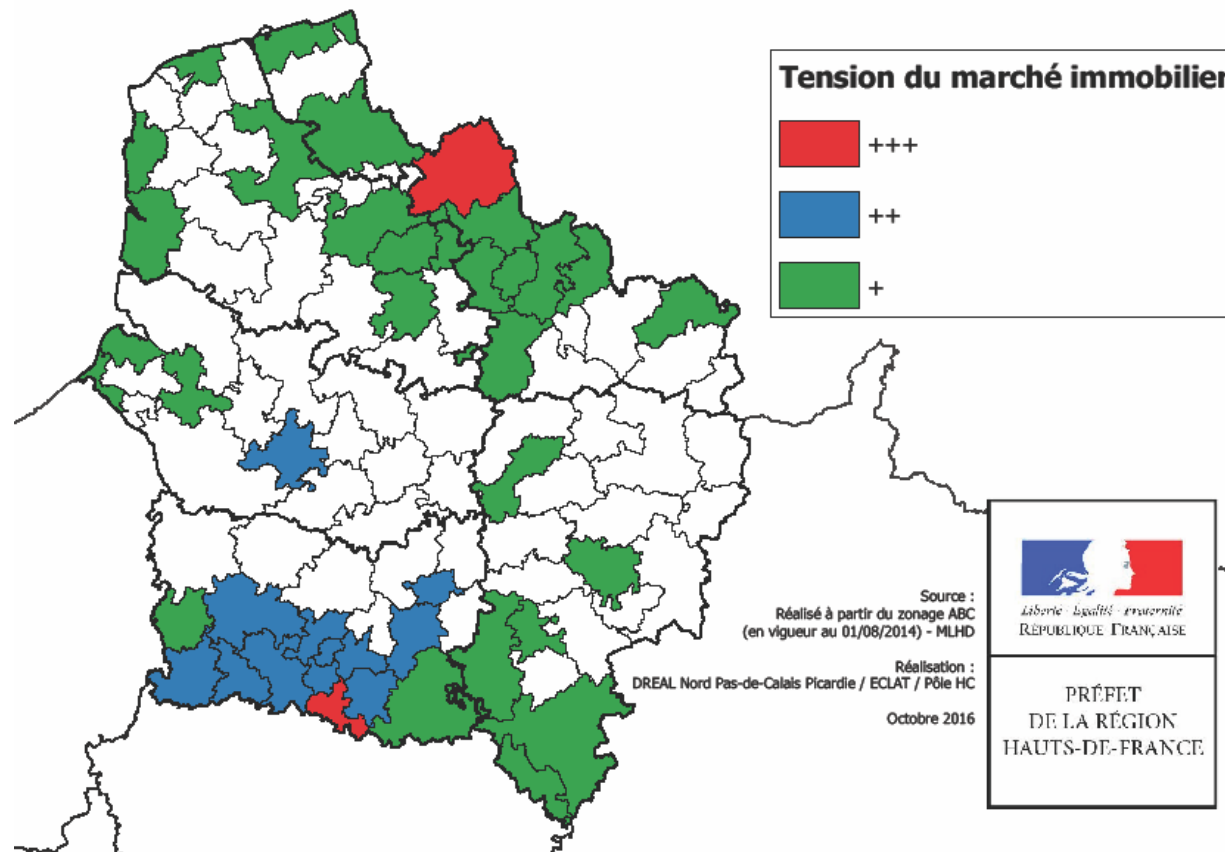 Tension du marché immobilier
+++
++
+
Source :
Réalisé à partir du zonage ABC
(en vigueur au 01/08/2014) - MLHD
Réalisation :
DREAL Nord Pas-de-Calais Picardie / ECLAT / Pôle HC
Octobre 2016
Liberté · Égalité · Fraternité
RÉPUBLIQUE FRANÇAISE
PRÉFET
DE LA RÉGION
HAUTS-DE-FRANCE